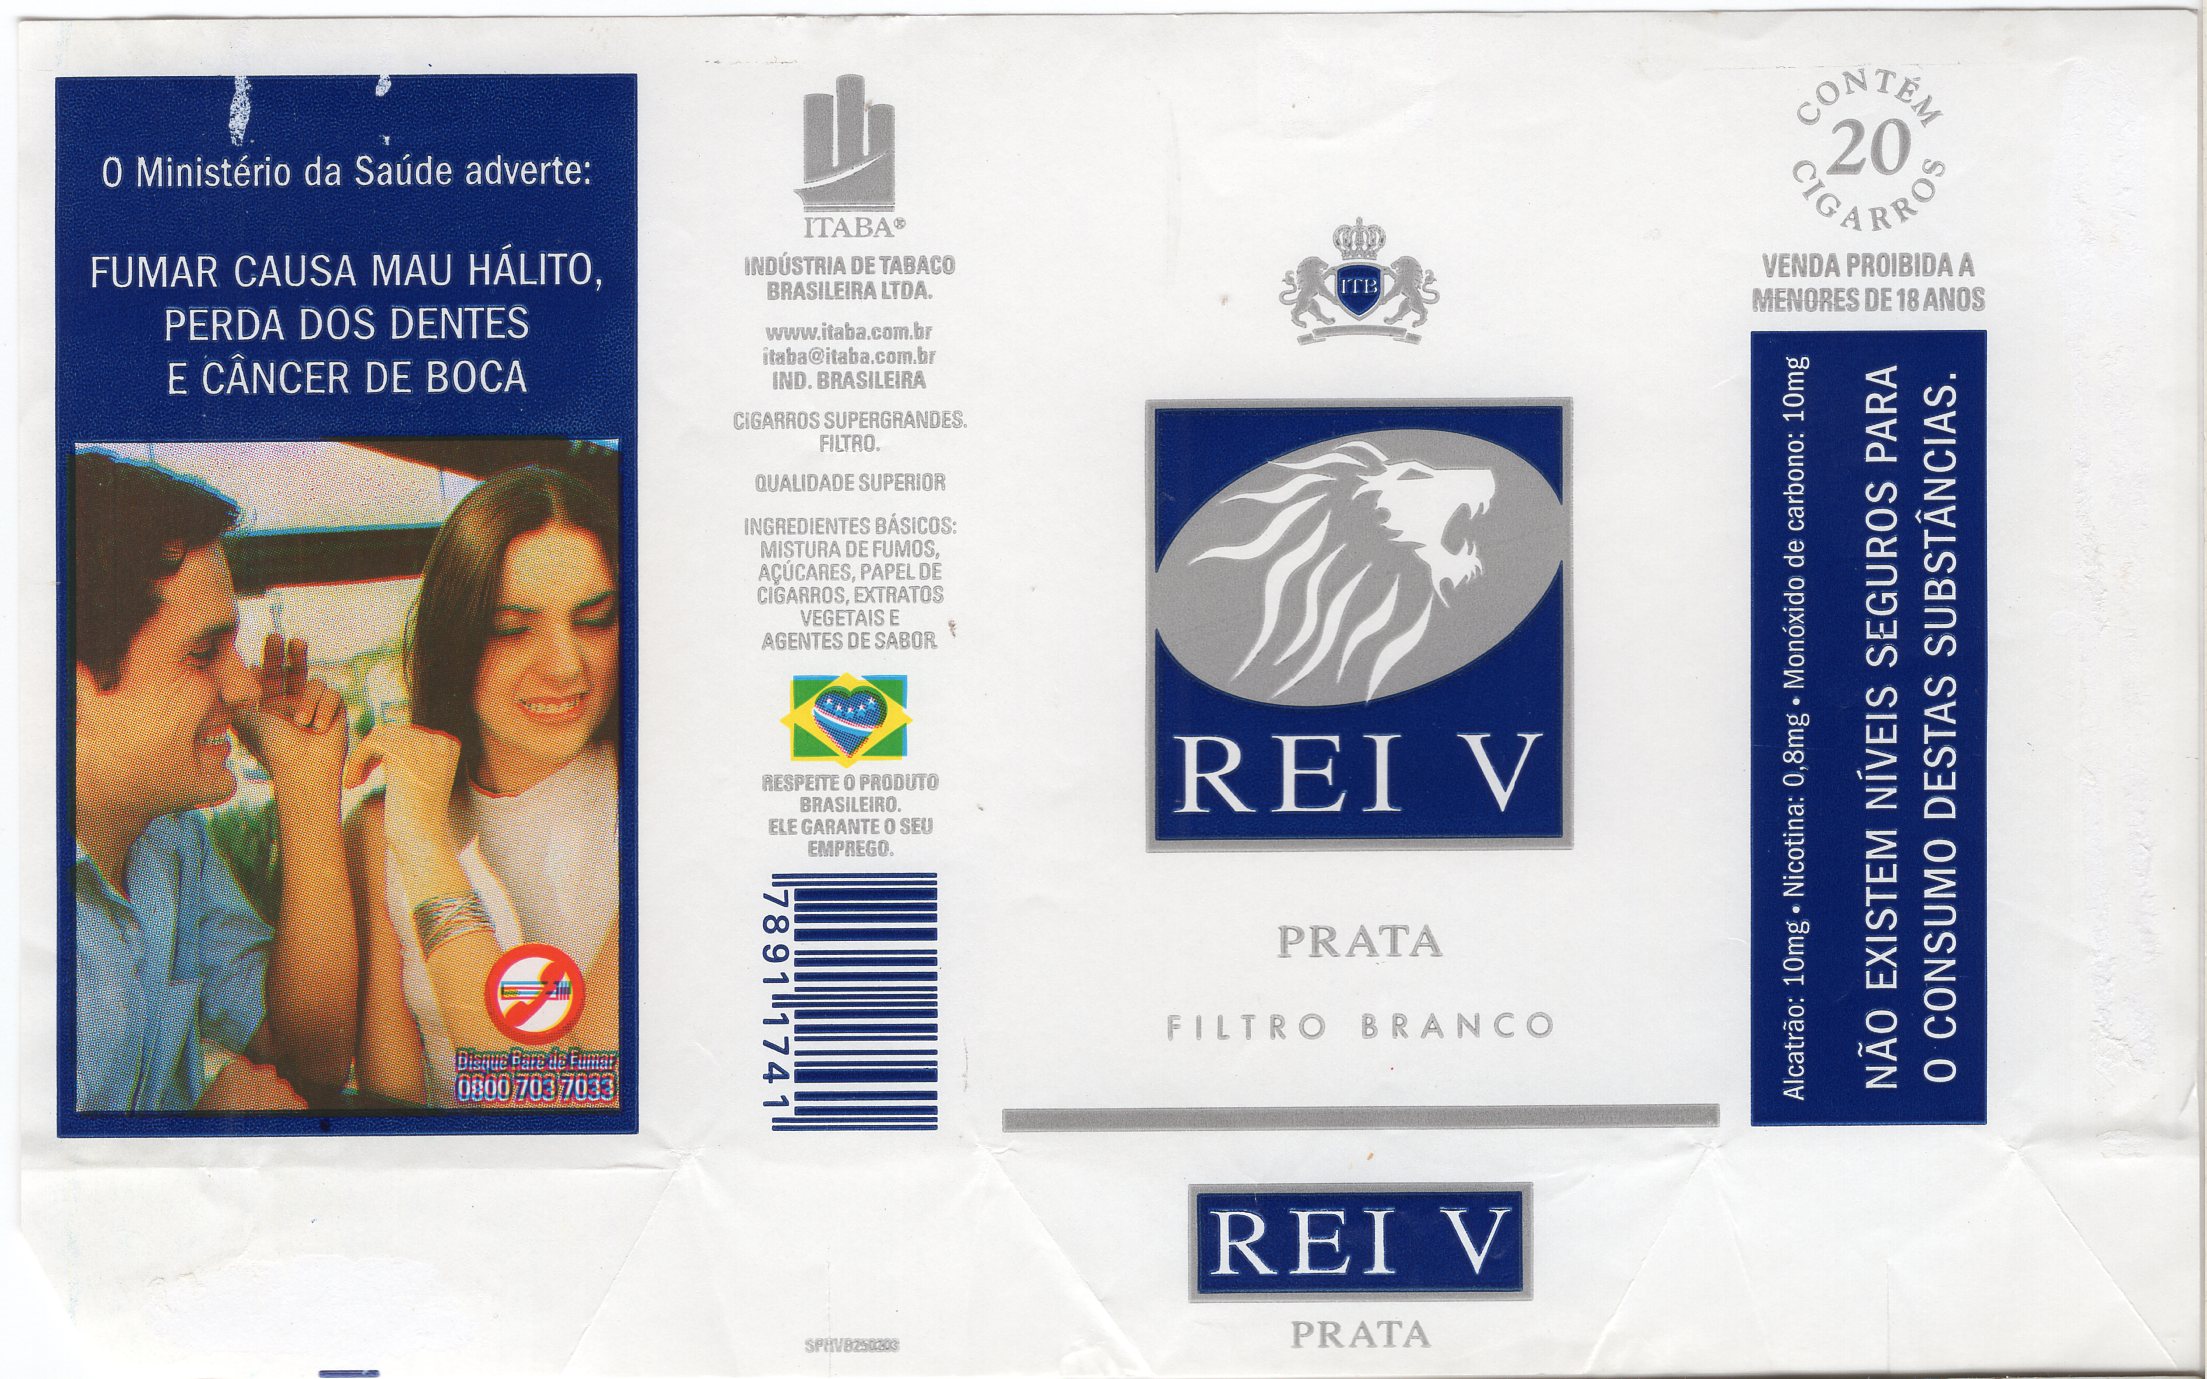 O Ministério da Saúde adverte:
FUMAR CAUSA MAU HÁLITO,
PERDA DOS DENTES
E CÂNCER DE BOCA
Disque Pare de Fumar
0800 703 7033
ITABA®
INDÚSTRIA DE TABACO
BRASILEIRA LTDA.
www.itaba.com.br
itaba@itaba.com.br
IND. BRASILEIRA
CIGARROS SUPERGRANDES.
FILTRO.
QUALIDADE SUPERIOR
INGREDIENTES BÁSICOS:
MISTURA DE FUMOS,
AÇÚCARES, PAPEL DE
CIGARROS, EXTRATOS
VEGETAIS E
AGENTES DE SABOR
RESPEITE O PRODUTO
BRASILEIRO.
ELE GARANTE O SEU
EMPREGO.
78911741
ITB
REI V
PRATA
FILTRO BRANCO
REI V
PRATA
CONTÉM
20
CIGARROS
VENDA PROIBIDA A
MENORES DE 18 ANOS
Alcatrão: 10mg • Nicotina: 0,8mg • Monóxido de carbono: 10mg
NÃO EXISTEM NÍVEIS SEGUROS PARA
O CONSUMO DESTAS SUBSTÂNCIAS.